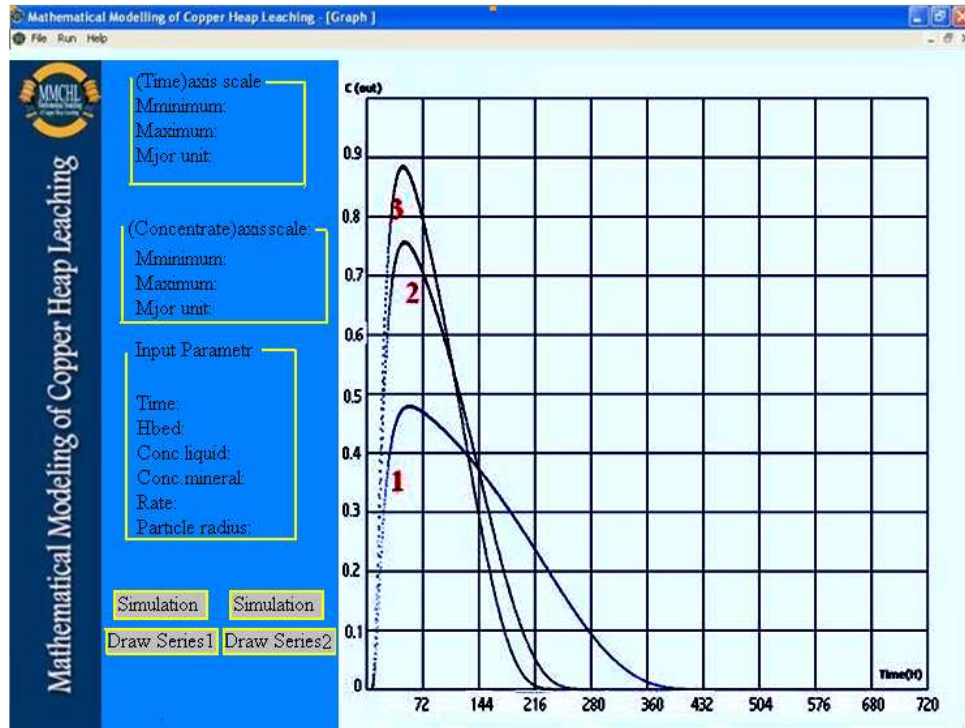 Mathematical Modelling of Copper Heap Leaching - [Graph ]
File Run Help
MMCHL
Mathematical Modeling of Copper Heap Leaching
(Time)axis scale
Mminimum:
Maximum:
Mjor unit:
(Concentrate)axisscale:
Mminimum:
Maximum:
Mjor unit:
Input Parametr
Time:
Hbed:
Conc.liquid:
Conc.mineral:
Rate:
Particle radius:
Simulation Simulation
Draw Series1 Draw Series2
C (out)
0.9
0.8
0.7
0.6
0.5
0.4
0.3
0.2
0.1
0
3
2
1
Time(H)
72 144 216 280 360 432 504 576 680 720